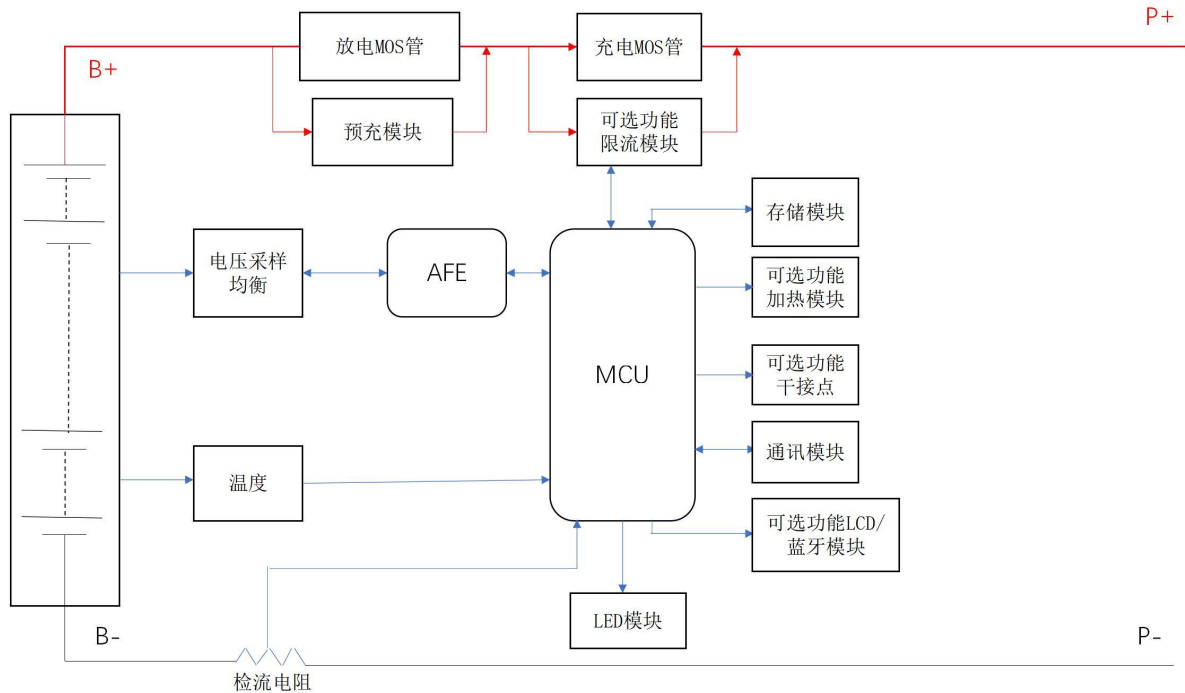 P+
放电MOS管
充电MOS管
B+
预充模块
可选功能
限流模块
存储模块
电压采样
均衡
AFE
可选功能
加热模块
MCU
可选功能
干接点
通讯模块
温度
可选功能LCD/
蓝牙模块
LED模块
B-
P-
检流电阻